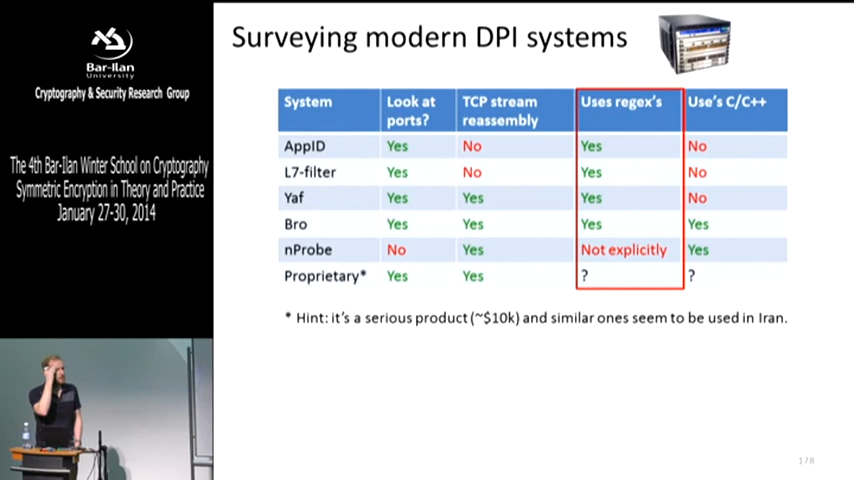 Bar-Ilan
University
Cryptography & Security Research Group
The 4th Bar-Ilan Winter School on Cryptography
Symmetric Encryption in Theory and Practice
January 27-30, 2014
Surveying modern DPI systems
System Look at ports? TCP stream reassembly Uses regex's Use's C/C++
AppID Yes No Yes No
L7-filter Yes No Yes No
Yaf Yes Yes Yes No
Bro Yes Yes Yes Yes
nProbe No Yes Not explicitly Yes
Proprietary* Yes Yes ? ?
* Hint: it's a serious product (~$10k) and similar ones seem to be used in Iran.
178